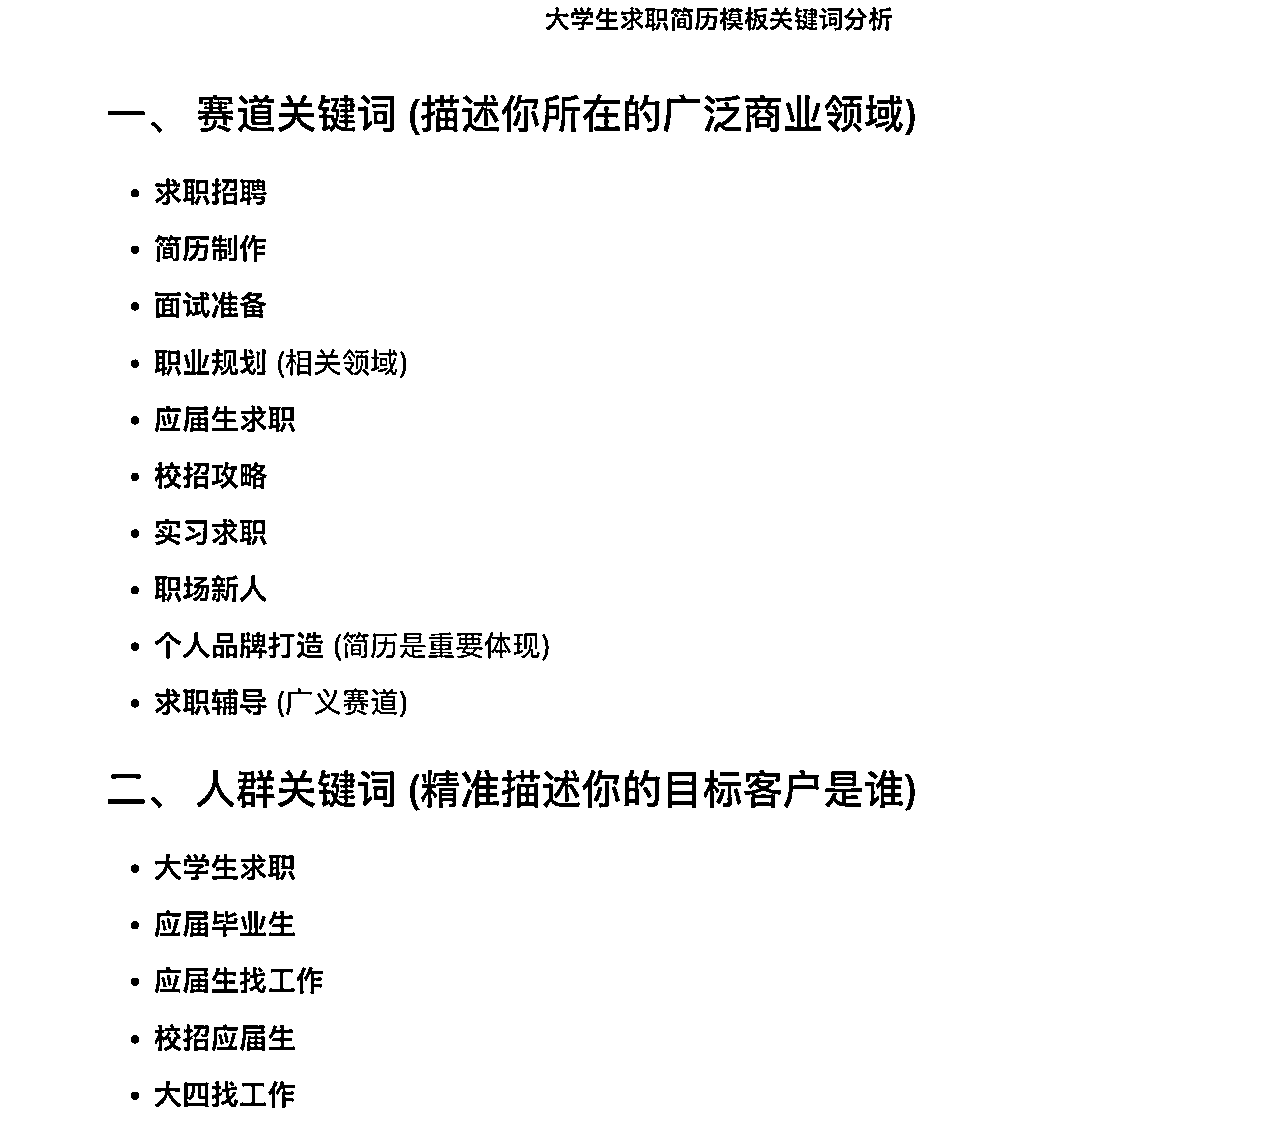 大学生求职简历模板关键词分析
一、 赛道关键词 (描述你所在的广泛商业领域)
• 求职招聘
• 简历制作
• 面试准备
• 职业规划 (相关领域)
• 应届生求职
• 校招攻略
• 实习求职
• 职场新人
• 个人品牌打造 (简历是重要体现)
• 求职辅导 (广义赛道)
二、 人群关键词 (精准描述你的目标客户是谁)
• 大学生求职
• 应届毕业生
• 应届生找工作
• 校招应届生
• 大四找工作